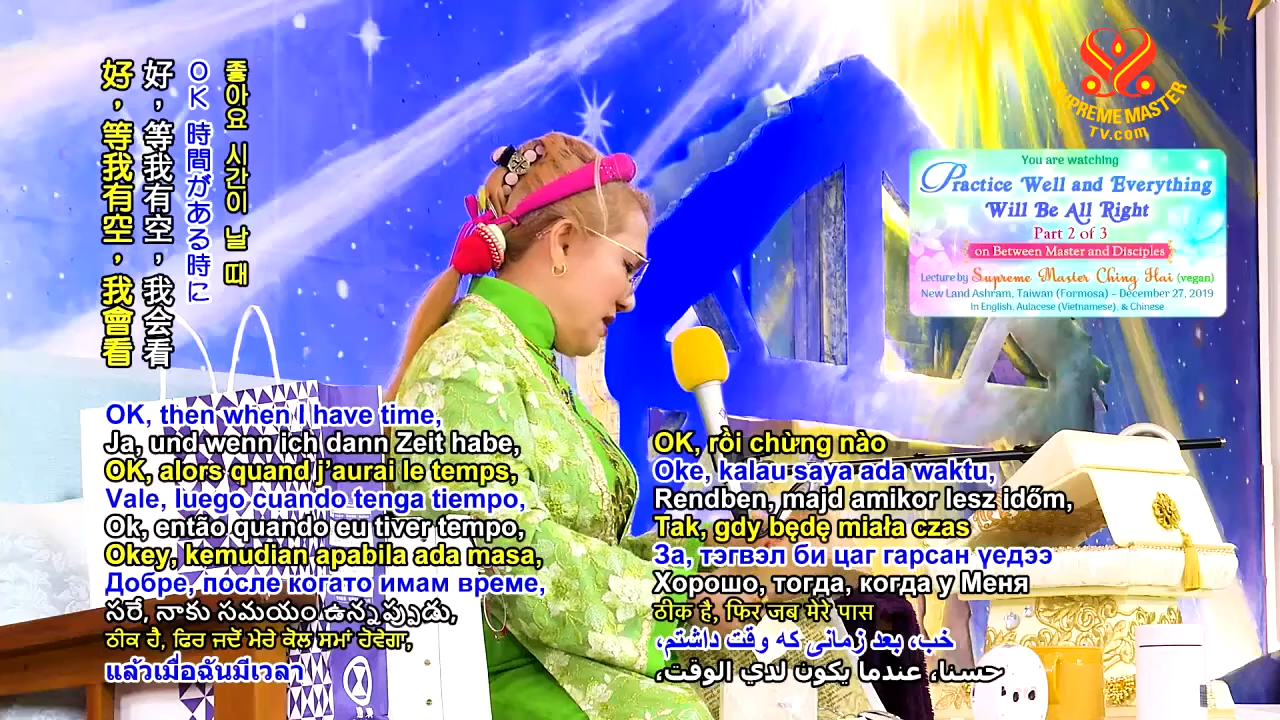 好，等我有空，我會看
好，等我有空，我会看
OK 時間がある時に
좋아요 시간이 날 때
SUPREME MASTER
TV.com
You are watching
Practice Well and Everything
Will Be All Right
Part 2 of 3
on Between Master and Disciples
Lecture by Supreme Master Ching Hai (vegan)
New Land Ashram, Taiwan (Formosa) – December 27, 2019
In English, Aulacese (Vietnamese), & Chinese
OK, then when I have time,
Ja, und wenn ich dann Zeit habe,
OK, alors quand j'aurai le temps,
Vale, luego cuando tenga tiempo,
Ok, então quando eu tiver tempo,
Okey, kemudian apabila ada masa,
Добре, после когато имам време,
సరే, నాకు సమయం ఉన్నప్పుడు,
ਠੀਕ ਹੈ, ਫਿਰ ਜਦੋਂ ਮੇਰੇ ਕੋਲ ਸਮਾਂ ਹੋਵੇਗਾ,
แล้วเมื่อฉันมีเวลา
OK, rồi chừng nào
Oke, kalau saya ada waktu,
Rendben, majd amikor lesz időm,
Tak, gdy będę miała czas
За, тэгвэл би цаг гарсан үедээ
Хорошо, тогда, когда у Меня
ठीक है, फिर जब मेरे पास
خب، بعد زمانی که وقت داشتم،
حسنا، عندما يكون لدي الوقت،